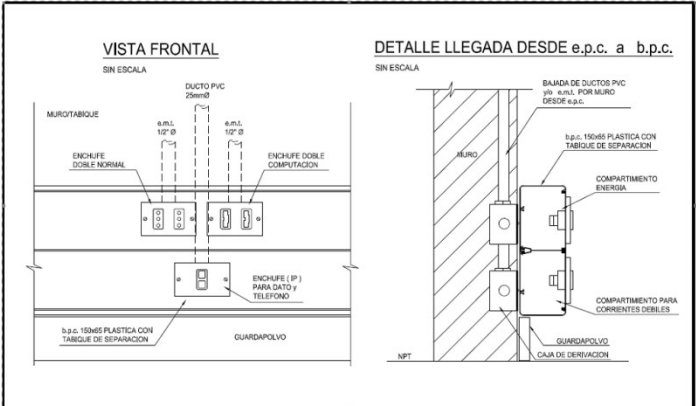 VISTA FRONTAL
SIN ESCALA
DUCTO PVC
25mmØ
MURO/TABIQUE
e.m.t.
1/2" Ø
e.m.t.
1/2" Ø
ENCHUFE
DOBLE NORMAL
ENCHUFE DOBLE
COMPUTACION
ENCHUFE ( IP )
PARA DATO y
TELEFONO
b.p.c. 150x65 PLASTICA CON
TABIQUE DE SEPARACION
GUARDAPOLVO
DETALLE LLEGADA DESDE e.p.c. a b.p.c.
SIN ESCALA
BAJADA DE DUCTOS PVC
y/o e.m.t. POR MURO
DESDE e.p.c.
b.p.c. 150x65 PLASTICA CON
TABIQUE DE SEPARACION
MURO
COMPARTIMIENTO
ENERGIA
COMPARTIMIENTO PARA
CORRIENTES DEBILES
GUARDAPOLVO
CAJA DE DERIVACION
NPT